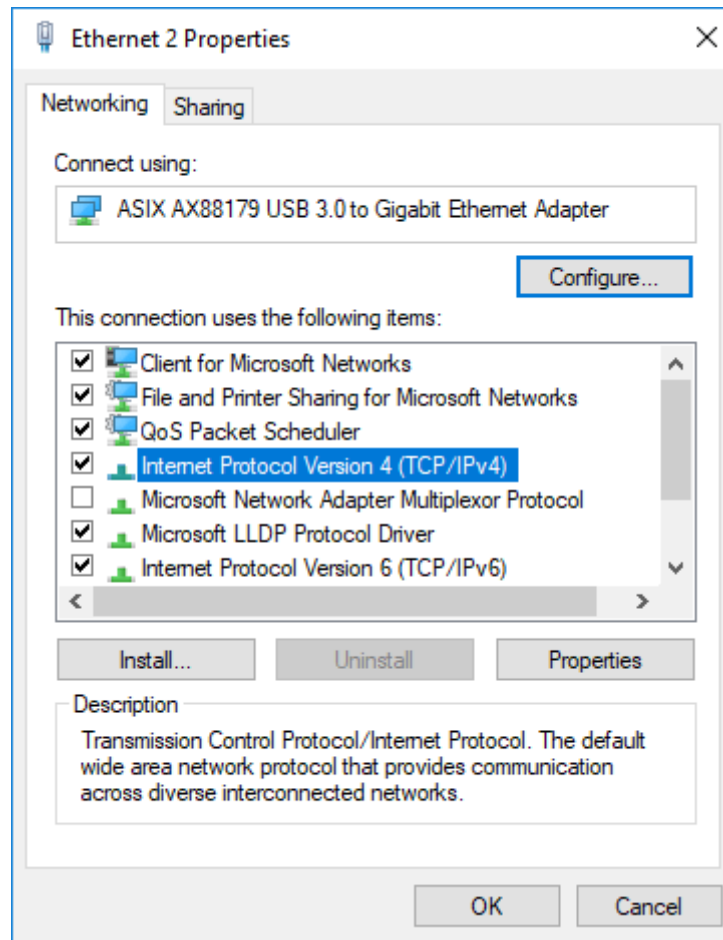 Ethernet 2 Properties
Networking
Sharing
Connect using:
ASIX AX88179 USB 3.0 to Gigabit Ethernet Adapter
Configure...
This connection uses the following items:
Client for Microsoft Networks
File and Printer Sharing for Microsoft Networks
QoS Packet Scheduler
Internet Protocol Version 4 (TCP/IPv4)
Microsoft Network Adapter Multiplexor Protocol
Microsoft LLDP Protocol Driver
Internet Protocol Version 6 (TCP/IPv6)
Install...
Uninstall
Properties
Description
Transmission Control Protocol/Internet Protocol. The default
wide area network protocol that provides communication
across diverse interconnected networks.
OK
Cancel